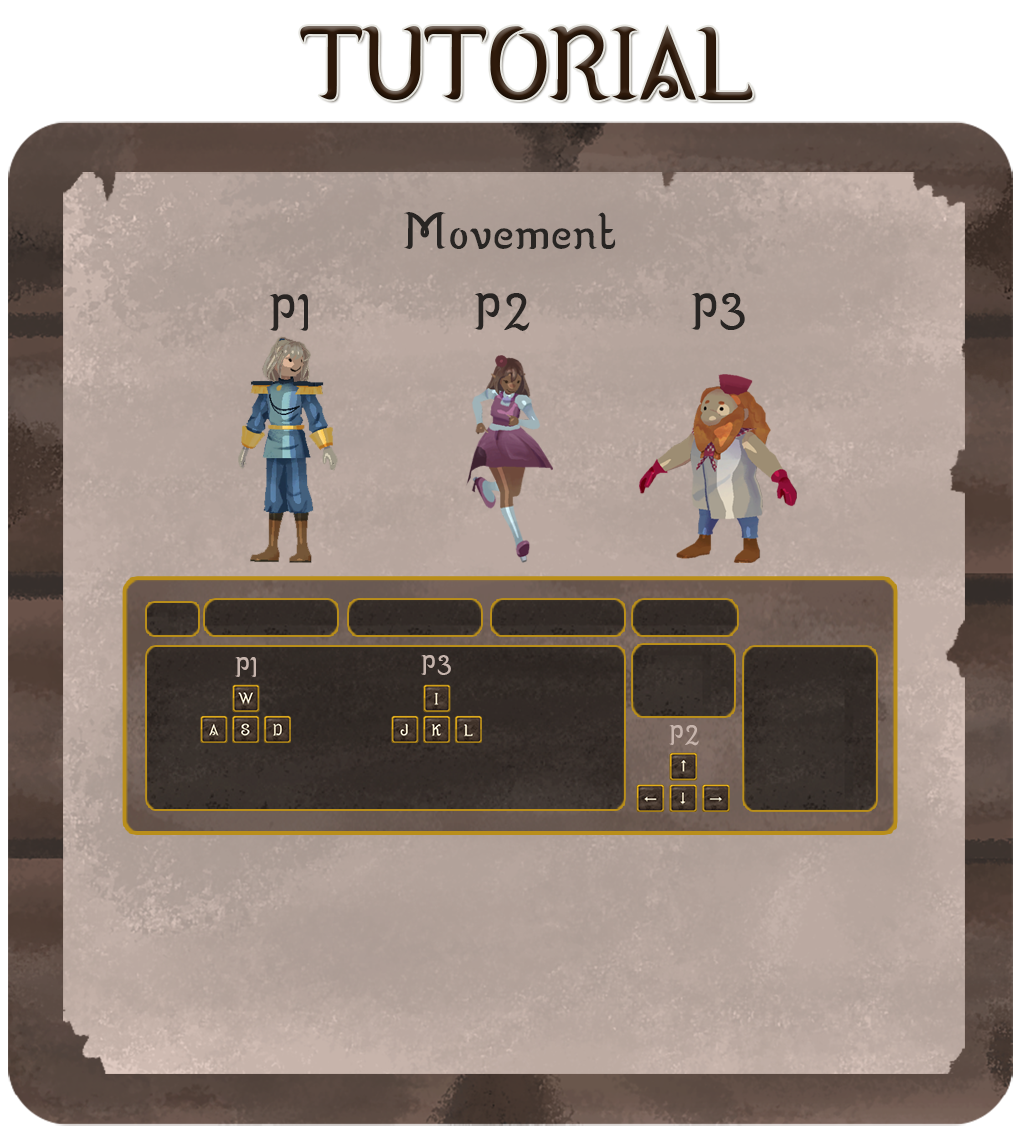 TUTORIAL
Movement
P1 P2 P3
P1 P3
W I
A S D J K L
P2
↑
← ↓ →